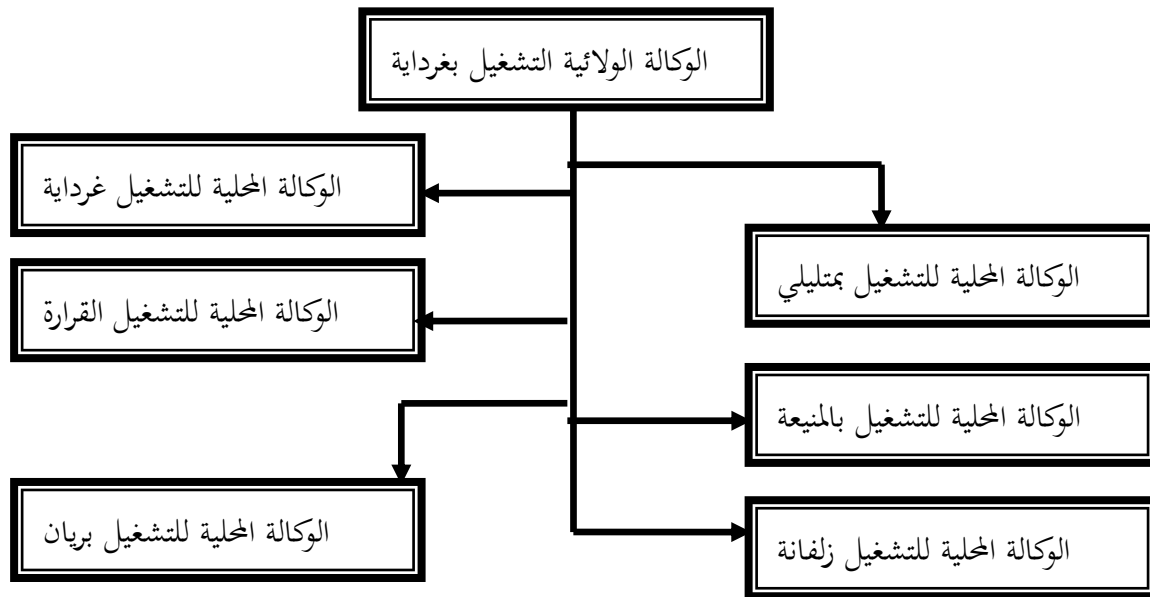 الوكالة الولائية التشغيل بغرداية
الوكالة المحلية للتشغيل غرداية
الوكالة المحلية للتشغيل بمتليلي
الوكالة المحلية للتشغيل القرارة
الوكالة المحلية للتشغيل بالمنيعة
الوكالة المحلية للتشغيل بريان
الوكالة المحلية للتشغيل زلفانة